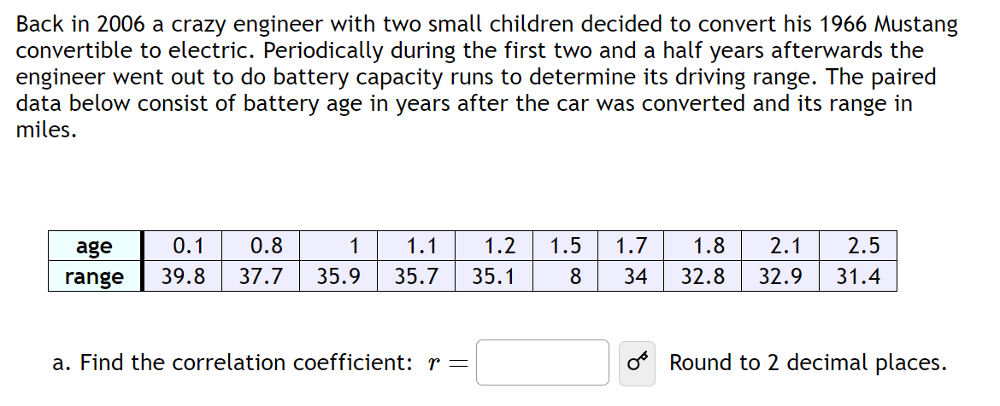 Back in 2006 a crazy engineer with two small children decided to convert his 1966 Mustang
convertible to electric. Periodically during the first two and a half years afterwards the
engineer went out to do battery capacity runs to determine its driving range. The paired
data below consist of battery age in years after the car was converted and its range in
miles.
age 0.1 0.8 1 1.1 1.2 1.5 1.7 1.8 2.1 2.5
range 39.8 37.7 35.9 35.7 35.1 8 34 32.8 32.9 31.4
a. Find the correlation coefficient: r = Round to 2 decimal places.